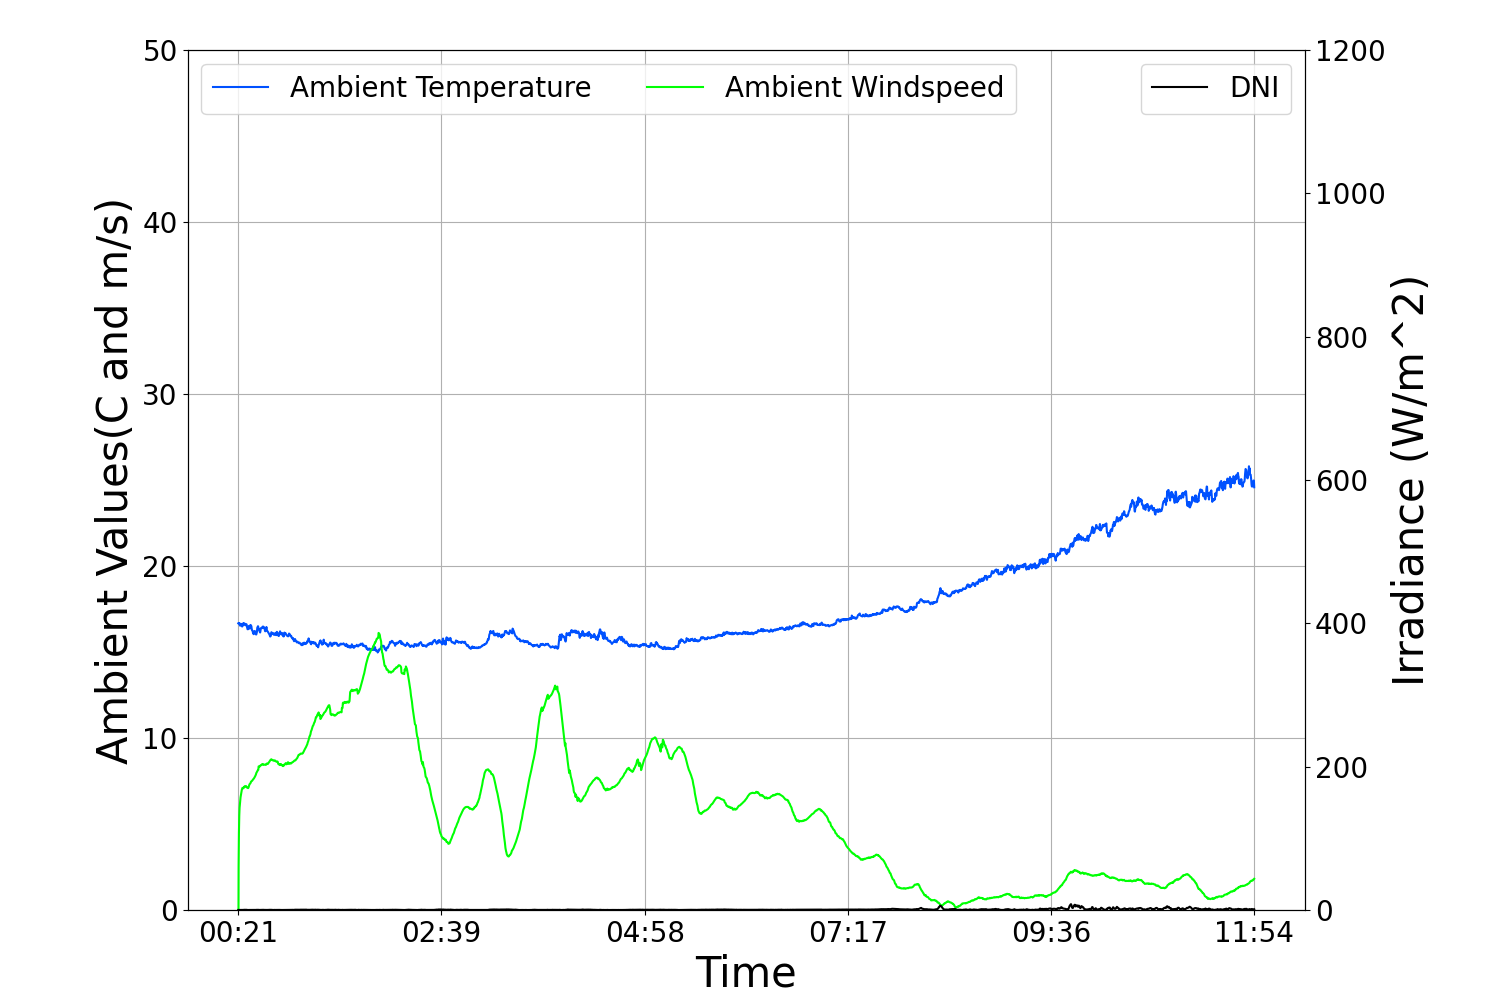 Ambient Temperature
Ambient Windspeed
DNI
50
40
30
20
10
0
Ambient Values(C and m/s)
1200
1000
800
600
400
200
0
Irradiance (W/m^2)
00:21 02:39 04:58 07:17 09:36 11:54
Time